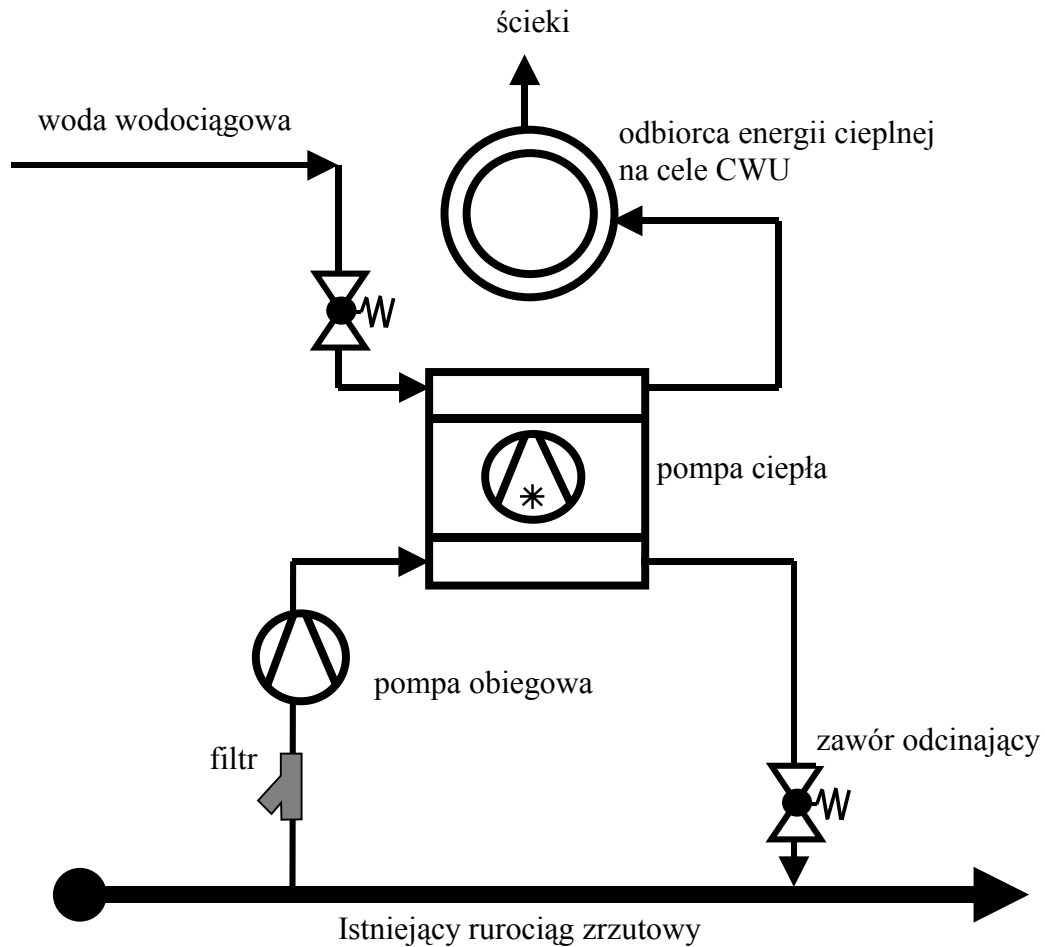 ścieki
woda wodociągowa
odbiorca energii cieplnej
na cele CWU
pompa ciepła
pompa obiegowa
filtr
zawór odcinający
Istniejący rurociąg zrzutowy